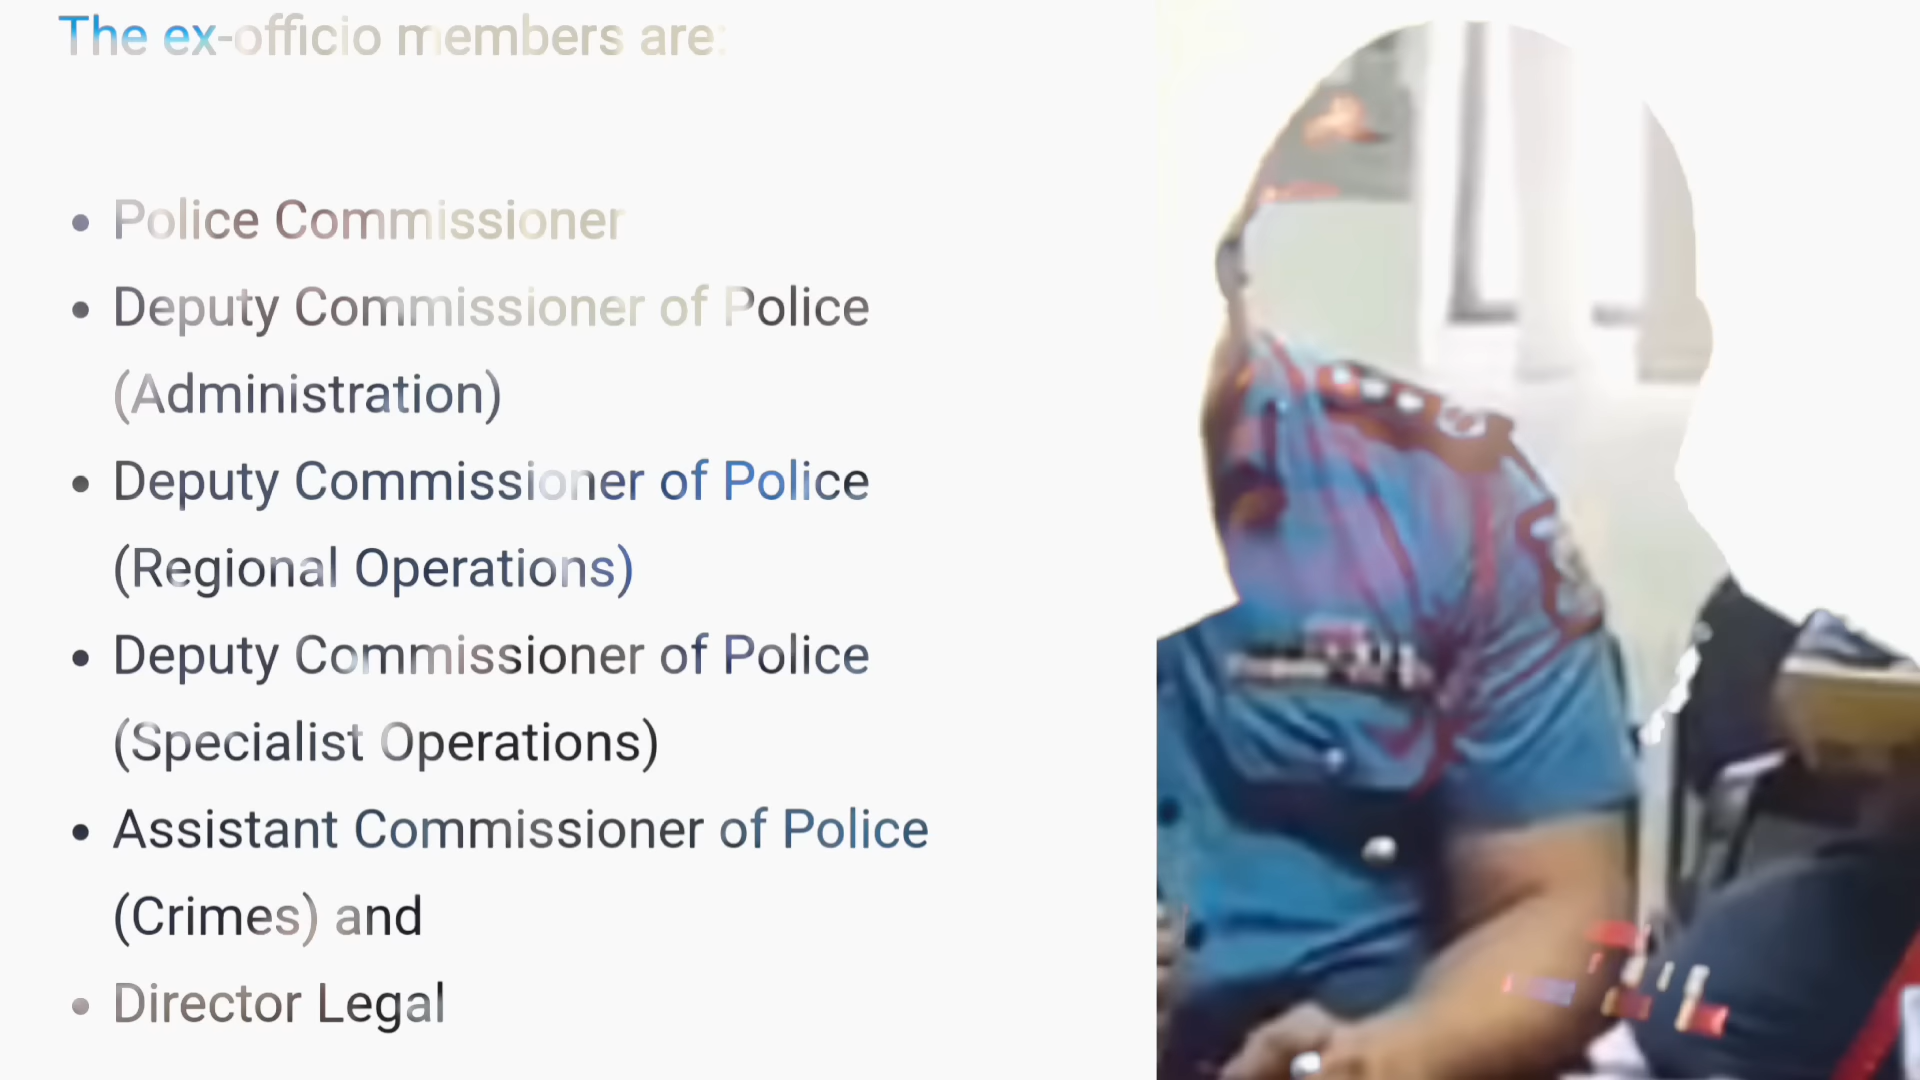 The ex-officio members are:
• Police Commissioner
• Deputy Commissioner of Police
(Administration)
• Deputy Commissioner of Police
(Regional Operations)
• Deputy Commissioner of Police
(Specialist Operations)
• Assistant Commissioner of Police
(Crimes) and
• Director Legal